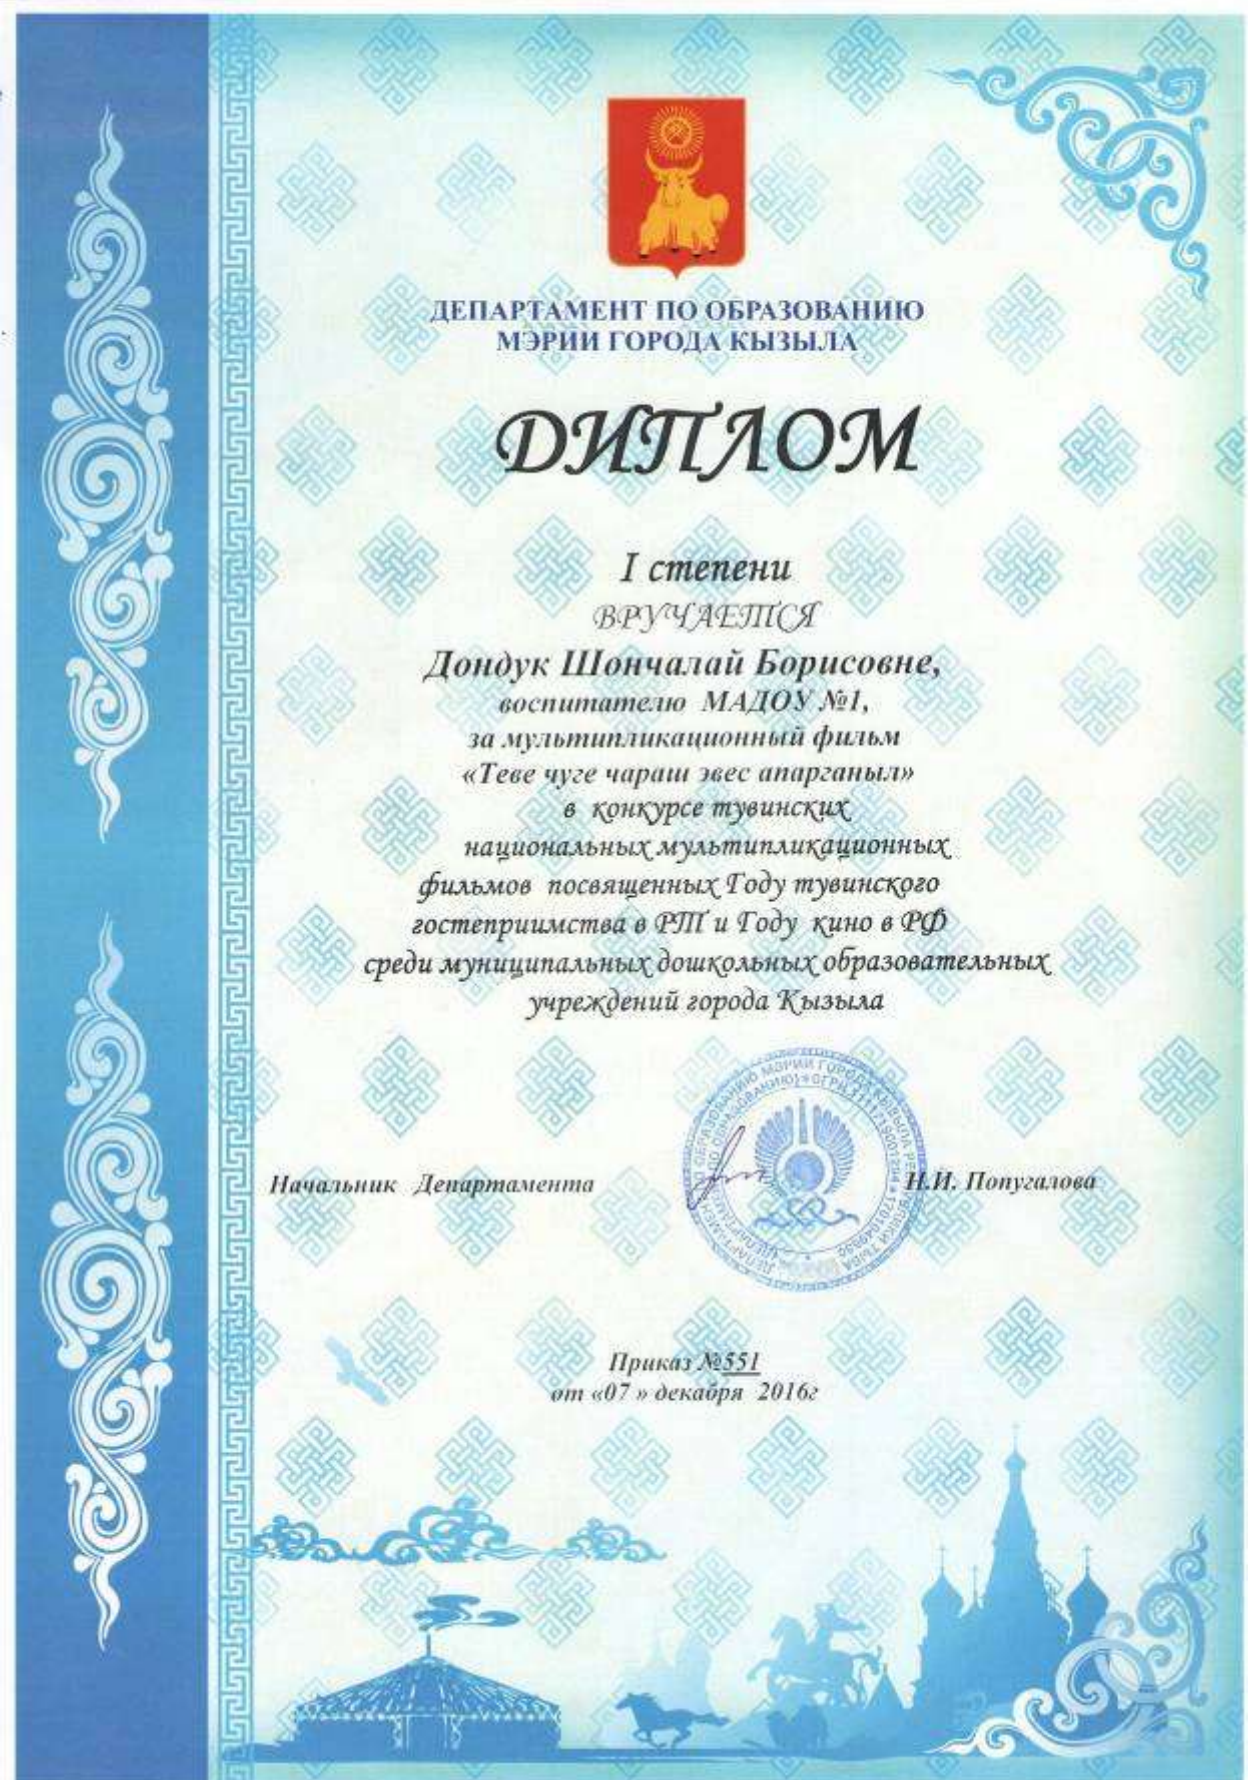 ДЕПАРТАМЕНТ ПО ОБРАЗОВАНИЮ
МЭРИИ ГОРОДА КЫЗЫЛА
ДИПЛОМ
I степени
ВРУЧАЕТСЯ
Дондук Шончалай Борисовне,
воспитателю МАДОУ №1,
за мультипликационный фильм
«Теве чуге чараш эвес апарганыл»
в конкурсе тувинских
национальных мультипликационных
фильмов посвященных Году тувинского
гостеприимства в РТ и Году кино в РФ
среди муниципальных дошкольных образовательных
учреждений города Кызыла
Начальник Департамента
Н.И. Попугалова
Приказ №551
от «07 » декабря 2016г